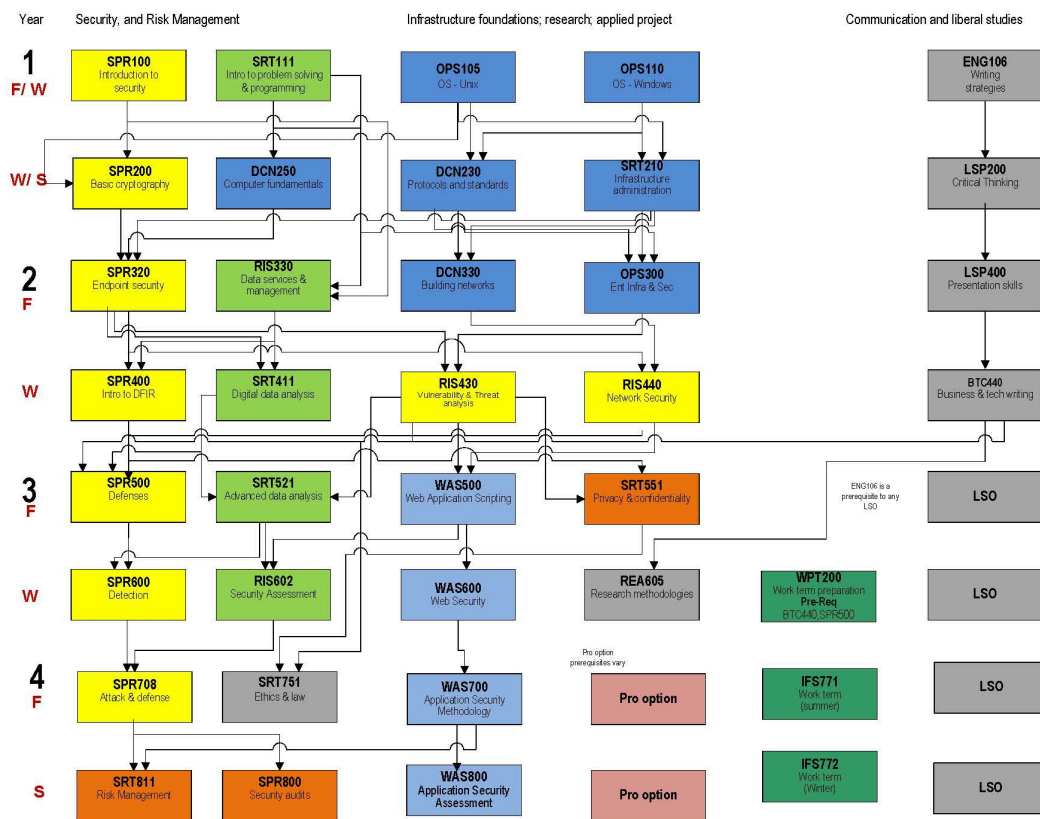 Year
Security, and Risk Management
Infrastructure foundations; research; applied project
Communication and liberal studies
1
F/ W
SPR100
Introduction to
security
SRT111
Intro to problem solving
& programming
OPS105
OS - Unix
OPS110
OS - Windows
ENG106
Writing
strategies
W/ S
SPR200
Basic cryptography
DCN250
Computer fundamentals
DCN230
Protocols and standards
SRT210
Infrastructure
administration
LSP200
Critical Thinking
2
F
SPR320
Endpoint security
RIS330
Data services &
management
DCN330
Building networks
OPS300
Ent Infra & Sec
LSP400
Presentation skills
W
SPR400
Intro to DFIR
SRT411
Digital data analysis
RIS430
Vulnerability & Threat
analysis
RIS440
Network Security
BTC440
Business & tech writing
3
F
SPR500
Defenses
SRT521
Advanced data analysis
WAS500
Web Application Scripting
SRT551
Privacy & confidentiality
ENG106 is a
prerequisite to any
LSO
LSO
W
SPR600
Detection
RIS602
Security Assessment
WAS600
Web Security
REA605
Research methodologies
WPT200
Work term preparation
Pre-Req
BTC440;SPR500
LSO
4
F
SPR708
Attack & defense
SRT751
Ethics & law
WAS700
Application Security
Methodology
Pro option
prerequisites vary
Pro option
IFS771
Work term
(summer)
LSO
S
SRT811
Risk Management
SPR800
Security audits
WAS800
Application Security
Assessment
Pro option
IFS772
Work term
(Winter)
LSO